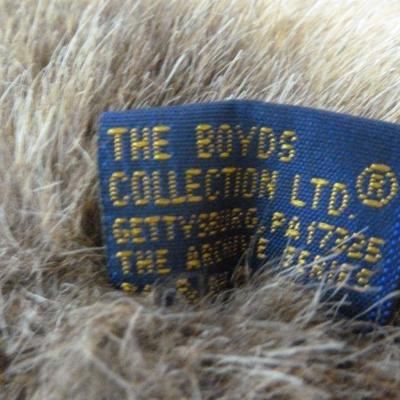 THE BOYDS
COLLECTION LTD.®
GETTYSBURG, PA 17325
THE ARCHIVE SERIES